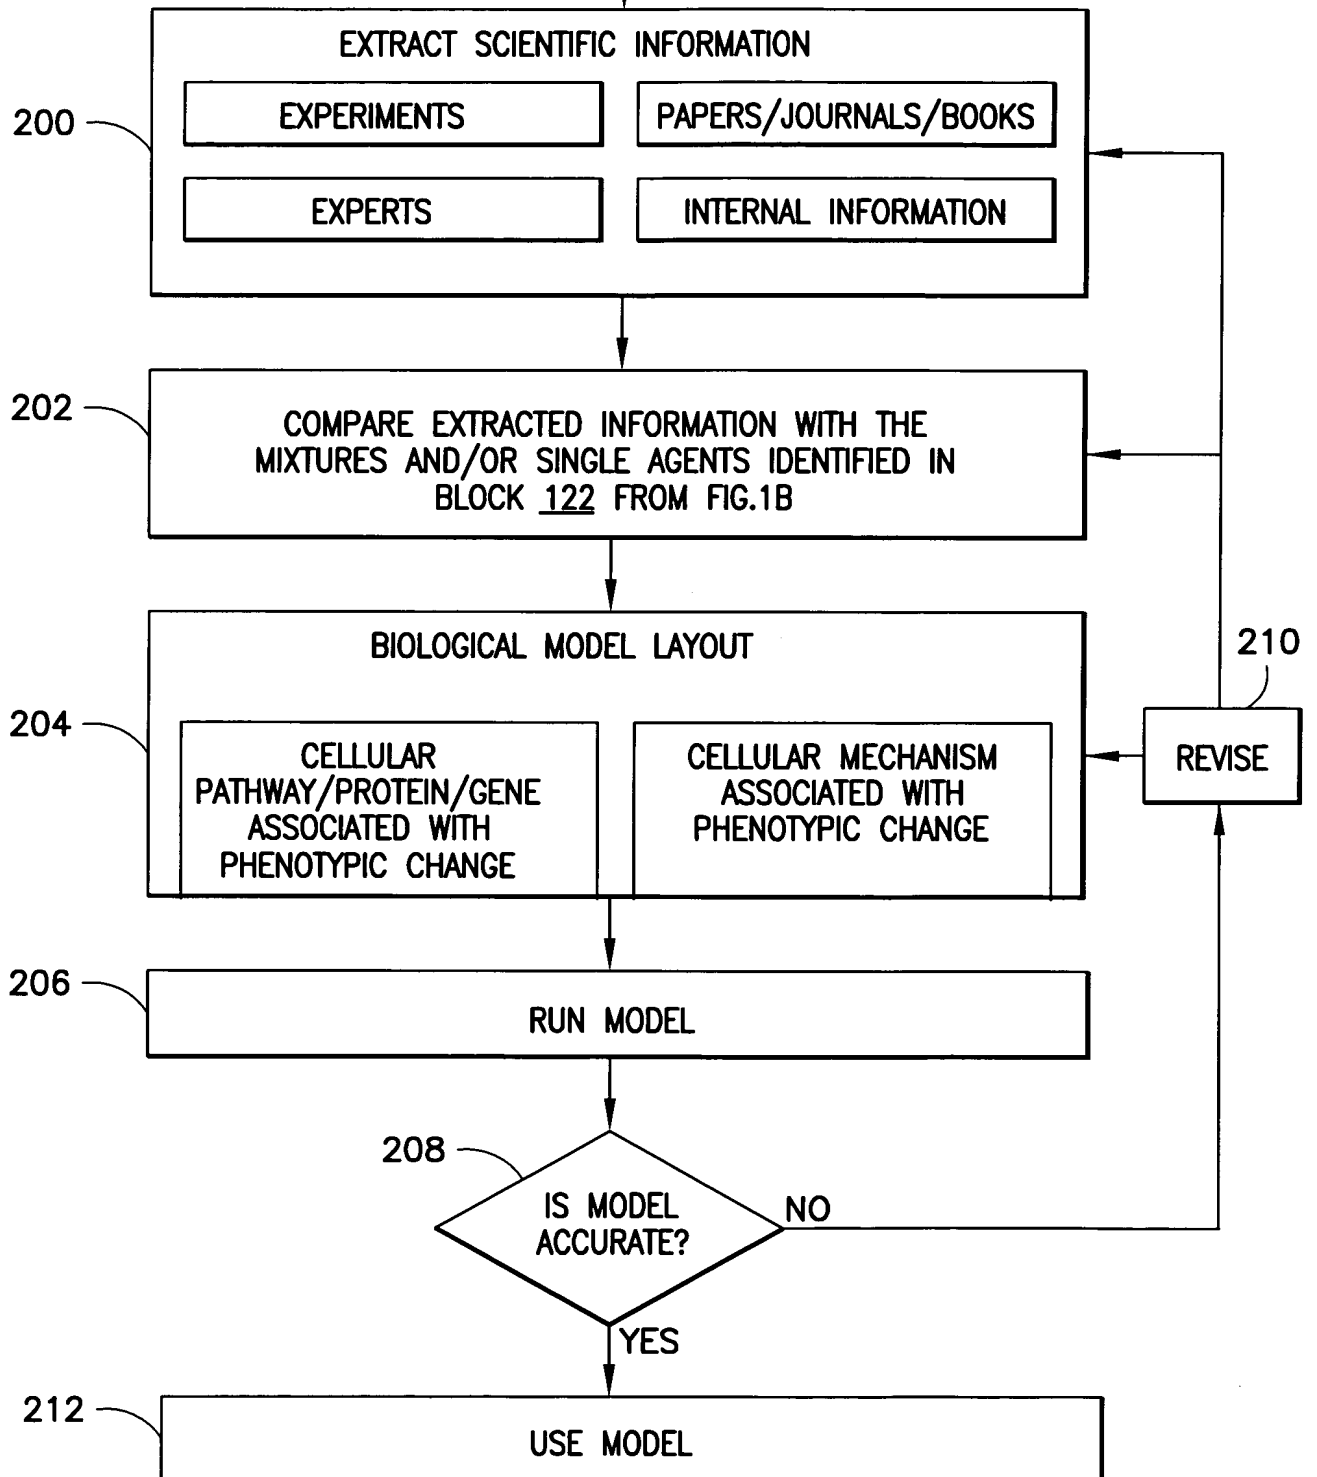 EXTRACT SCIENTIFIC INFORMATION
200
EXPERIMENTS
PAPERS/JOURNALS/BOOKS
EXPERTS
INTERNAL INFORMATION
202
COMPARE EXTRACTED INFORMATION WITH THE
MIXTURES AND/OR SINGLE AGENTS IDENTIFIED IN
BLOCK 122 FROM FIG.1B
BIOLOGICAL MODEL LAYOUT
204
CELLULAR
PATHWAY/PROTEIN/GENE
ASSOCIATED WITH
PHENOTYPIC CHANGE
CELLULAR MECHANISM
ASSOCIATED WITH
PHENOTYPIC CHANGE
210
REVISE
206
RUN MODEL
208
IS MODEL
ACCURATE?
NO
YES
212
USE MODEL